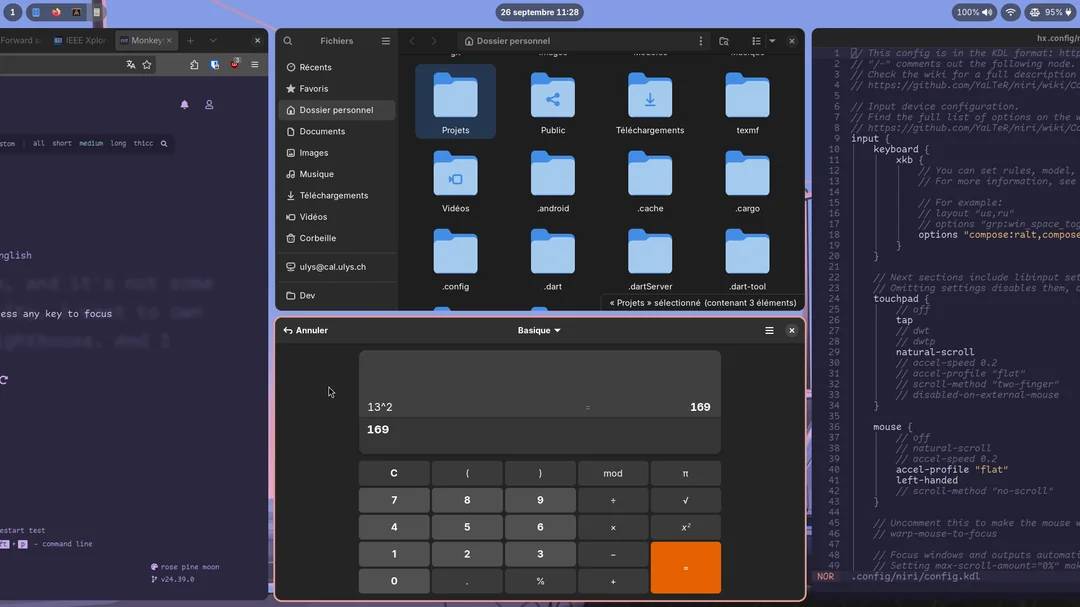 1
26 septembre 11:28
100%
95%
Forward
IEEE Xplor
Monkey
stom
all short medium long thicc
nglish
ess any key to focus
estart test
p - command line
rose pine moon
v24.39.0
Fichiers
Récents
Favoris
Dossier personnel
Documents
Images
Musique
Téléchargements
Vidéos
Corbeille
ulys@cal.ulys.ch
Dev
Dossier personnel
Projets
Public
Téléchargements
texmf
Vidéos
.android
.cache
.cargo
.config
.dart
.dartServer
.dart-tool
« Projets » sélectionné (contenant 3 éléments)
Annuler
Basique
13^2 = 169
169
C ( ) mod π
7 8 9 ÷ √
4 5 6 × x²
1 2 3 − =
0 . % +
hx .config/n
1 // This config is in the KDL format: http
2 // "/-" comments out the following node.
3 // Check the wiki for a full description
4 // https://github.com/YaLTeR/niri/wiki/Co
5
6 // Input device configuration.
7 // Find the full list of options on the w
8 // https://github.com/YaLTeR/niri/wiki/Co
9 input {
10 keyboard {
11 xkb {
12 // You can set rules, model,
13 // For more information, see
14
15 // For example:
16 // layout "us,ru"
17 // options "grp:win_space_tog
18 options "compose:ralt,compose
19 }
20 }
21
22 // Next sections include libinput set
23 // Omitting settings disables them, o
24 touchpad {
25 // off
26 tap
27 // dwt
28 // dwtp
29 natural-scroll
30 // accel-speed 0.2
31 // accel-profile "flat"
32 // scroll-method "two-finger"
33 // disabled-on-external-mouse
34 }
35
36 mouse {
37 // off
38 // natural-scroll
39 // accel-speed 0.2
40 accel-profile "flat"
41 left-handed
42 // scroll-method "no-scroll"
43 }
44
45 // Uncomment this to make the mouse w
46 // warp-mouse-to-focus
47
48 // Focus windows and outputs automati
49 // Setting max-scroll-amount="0%" mak
NOR .config/niri/config.kdl